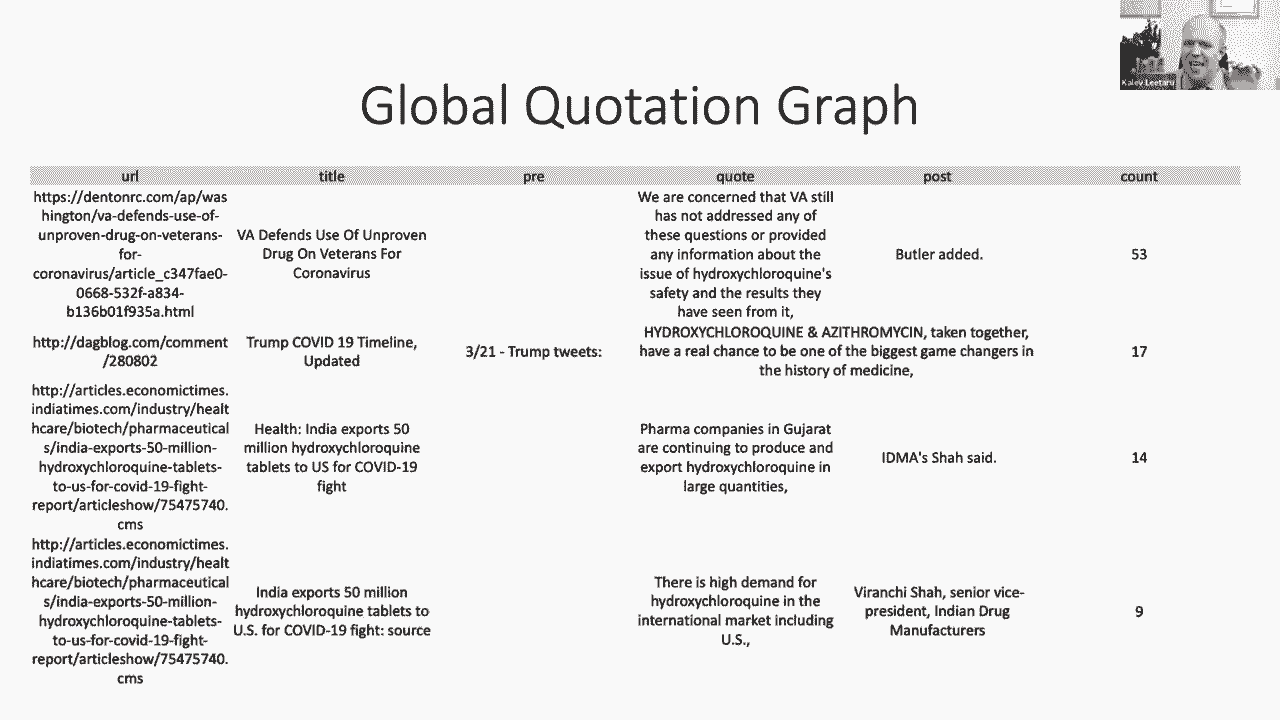 Kalev Leetaru
Global Quotation Graph
url title pre quote post count
https://dentonrc.com/ap/was
hington/va-defends-use-of-
unproven-drug-on-veterans-
for-
coronavirus/article_c347fae0-
0668-532f-a834-
b136b01f935a.html
VA Defends Use Of Unproven
Drug On Veterans For
Coronavirus
We are concerned that VA still
has not addressed any of
these questions or provided
any information about the
issue of hydroxychloroquine's
safety and the results they
have seen from it,
Butler added.
53
http://dagblog.com/comment
/280802
Trump COVID 19 Timeline,
Updated
3/21 - Trump tweets:
HYDROXYCHLOROQUINE & AZITHROMYCIN, taken together,
have a real chance to be one of the biggest game changers in
the history of medicine,
17
http://articles.economictimes.
indiatimes.com/industry/healt
hcare/biotech/pharmaceutical
s/india-exports-50-million-
hydroxychloroquine-tablets-
to-us-for-covid-19-fight-
report/articleshow/75475740.
cms
Health: India exports 50
million hydroxychloroquine
tablets to US for COVID-19
fight
Pharma companies in Gujarat
are continuing to produce and
export hydroxychloroquine in
large quantities,
IDMA's Shah said.
14
http://articles.economictimes.
indiatimes.com/industry/healt
hcare/biotech/pharmaceutical
s/india-exports-50-million-
hydroxychloroquine-tablets-
to-us-for-covid-19-fight-
report/articleshow/75475740.
cms
India exports 50 million
hydroxychloroquine tablets to
U.S. for COVID-19 fight: source
There is high demand for
hydroxychloroquine in the
international market including
U.S.,
Viranchi Shah, senior vice-
president, Indian Drug
Manufacturers
9